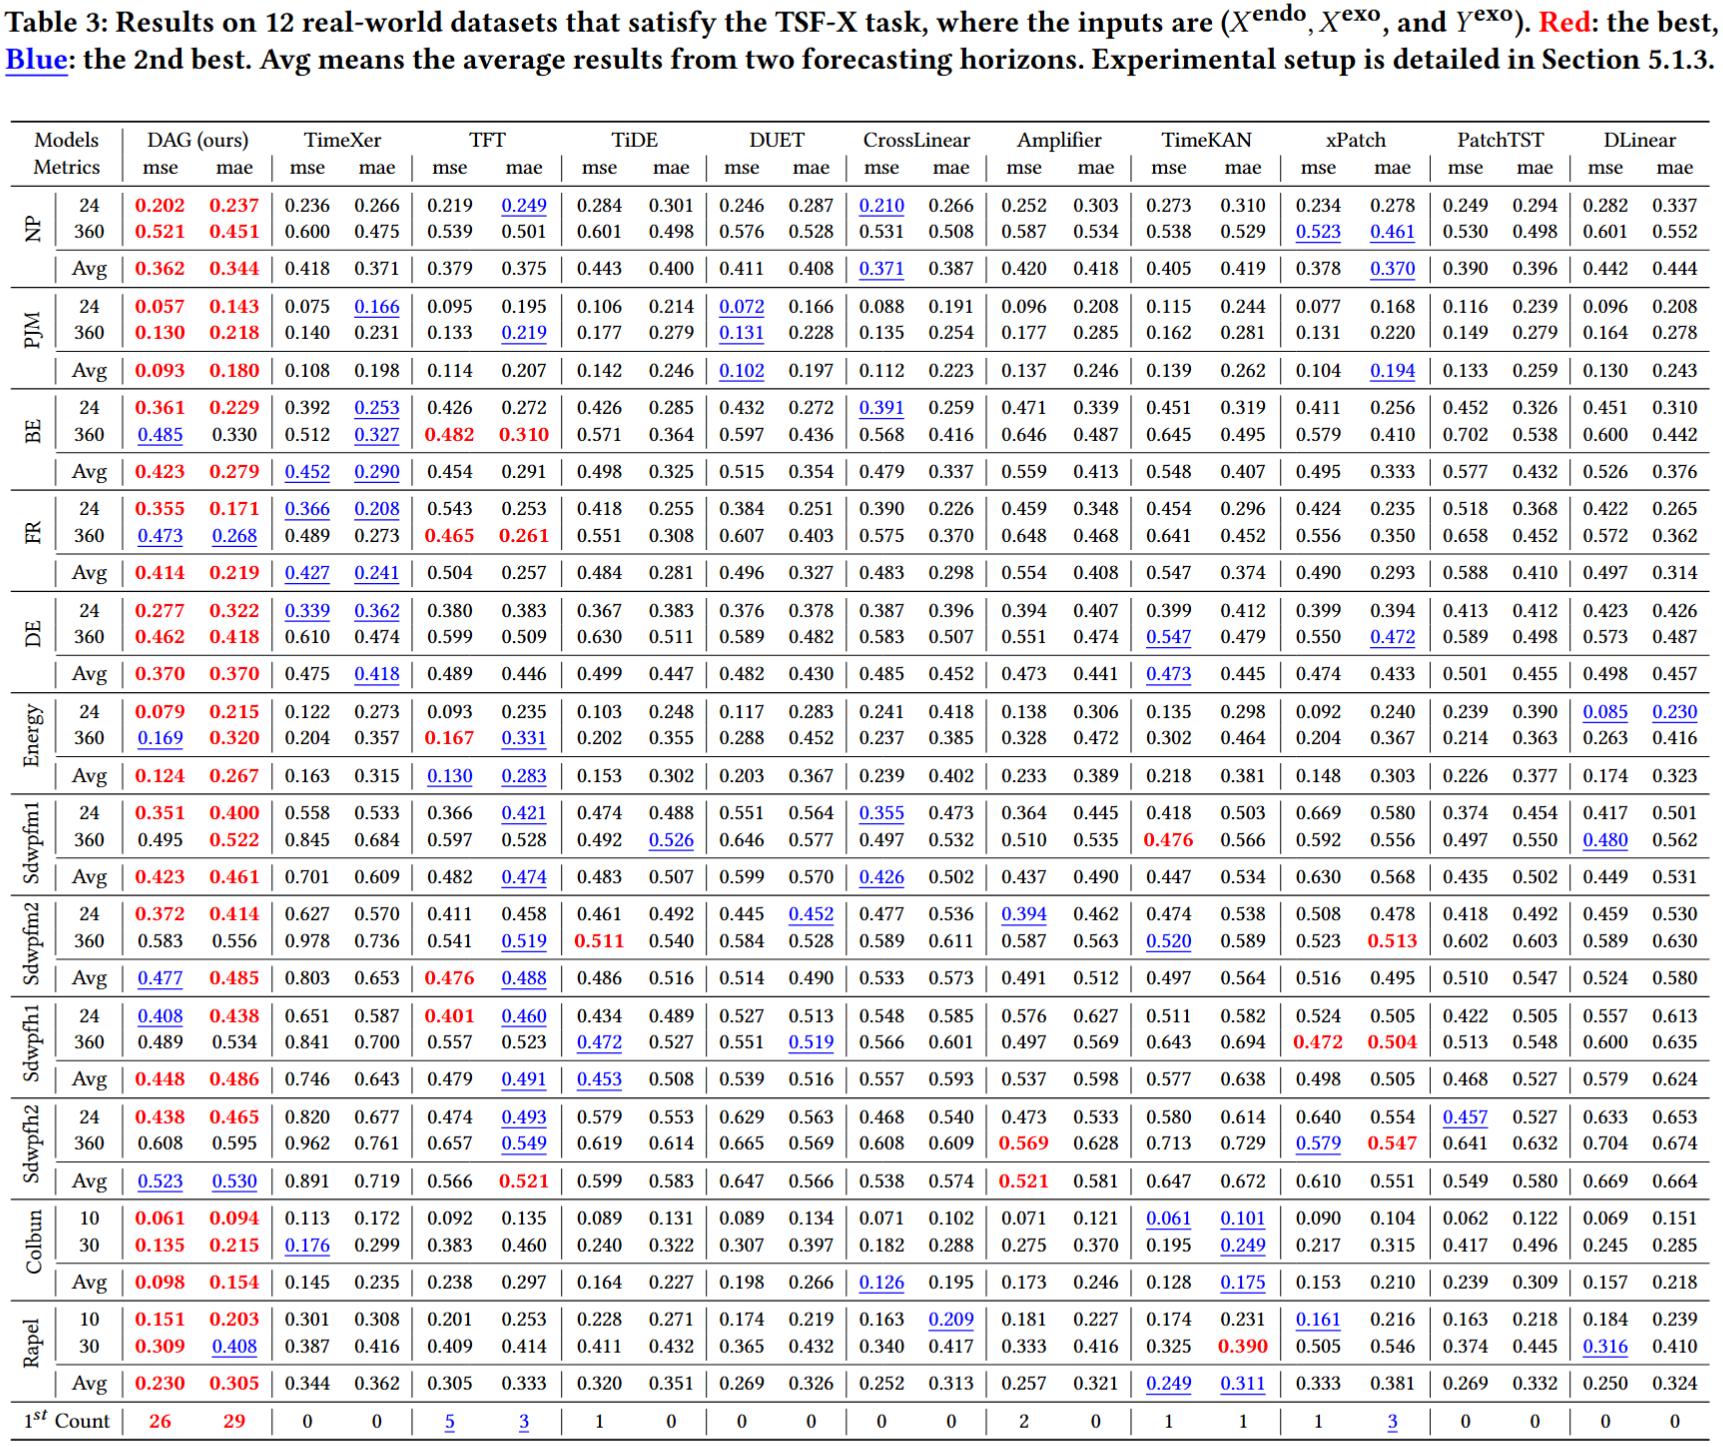 Table 3: Results on 12 real-world datasets that satisfy the TSF-X task, where the inputs are (X^endo, X^exo, and Y^exo). Red: the best,
Blue: the 2nd best. Avg means the average results from two forecasting horizons. Experimental setup is detailed in Section 5.1.3.
Models DAG (ours) TimeXer TFT TiDE DUET CrossLinear Amplifier TimeKAN xPatch PatchTST DLinear
Metrics mse mae mse mae mse mae mse mae mse mae mse mae mse mae mse mae mse mae mse mae mse mae
NP
24 0.202 0.237 0.236 0.266 0.219 0.249 0.284 0.301 0.246 0.287 0.210 0.266 0.252 0.303 0.273 0.310 0.234 0.278 0.249 0.294 0.282 0.337
360 0.521 0.451 0.600 0.475 0.539 0.501 0.601 0.498 0.576 0.528 0.531 0.508 0.587 0.534 0.538 0.529 0.523 0.461 0.530 0.498 0.601 0.552
Avg 0.362 0.344 0.418 0.371 0.379 0.375 0.443 0.400 0.411 0.408 0.371 0.387 0.420 0.418 0.405 0.419 0.378 0.370 0.390 0.396 0.442 0.444
PJM
24 0.057 0.143 0.075 0.166 0.095 0.195 0.106 0.214 0.072 0.166 0.088 0.191 0.096 0.208 0.115 0.244 0.077 0.168 0.116 0.239 0.096 0.208
360 0.130 0.218 0.140 0.231 0.133 0.219 0.177 0.279 0.131 0.228 0.135 0.254 0.177 0.285 0.162 0.281 0.131 0.220 0.149 0.279 0.164 0.278
Avg 0.093 0.180 0.108 0.198 0.114 0.207 0.142 0.246 0.102 0.197 0.112 0.223 0.137 0.246 0.139 0.262 0.104 0.194 0.133 0.259 0.130 0.243
BE
24 0.361 0.229 0.392 0.253 0.426 0.272 0.426 0.285 0.432 0.272 0.391 0.259 0.471 0.339 0.451 0.319 0.411 0.256 0.452 0.326 0.451 0.310
360 0.485 0.330 0.512 0.327 0.482 0.310 0.571 0.364 0.597 0.436 0.568 0.416 0.646 0.487 0.645 0.495 0.579 0.410 0.702 0.538 0.600 0.442
Avg 0.423 0.279 0.452 0.290 0.454 0.291 0.498 0.325 0.515 0.354 0.479 0.337 0.559 0.413 0.548 0.407 0.495 0.333 0.577 0.432 0.526 0.376
FR
24 0.355 0.171 0.366 0.208 0.543 0.253 0.418 0.255 0.384 0.251 0.390 0.226 0.459 0.348 0.454 0.296 0.424 0.235 0.518 0.368 0.422 0.265
360 0.473 0.268 0.489 0.273 0.465 0.261 0.551 0.308 0.607 0.403 0.575 0.370 0.648 0.468 0.641 0.452 0.556 0.350 0.658 0.452 0.572 0.362
Avg 0.414 0.219 0.427 0.241 0.504 0.257 0.484 0.281 0.496 0.327 0.483 0.298 0.554 0.408 0.547 0.374 0.490 0.293 0.588 0.410 0.497 0.314
DE
24 0.277 0.322 0.339 0.362 0.380 0.383 0.367 0.383 0.376 0.378 0.387 0.396 0.394 0.407 0.399 0.412 0.399 0.394 0.413 0.412 0.423 0.426
360 0.462 0.418 0.610 0.474 0.599 0.509 0.630 0.511 0.589 0.482 0.583 0.507 0.551 0.474 0.547 0.479 0.550 0.472 0.589 0.498 0.573 0.487
Avg 0.370 0.370 0.475 0.418 0.489 0.446 0.499 0.447 0.482 0.430 0.485 0.452 0.473 0.441 0.473 0.445 0.474 0.433 0.501 0.455 0.498 0.457
Energy
24 0.079 0.215 0.122 0.273 0.093 0.235 0.103 0.248 0.117 0.283 0.241 0.418 0.138 0.306 0.135 0.298 0.092 0.240 0.239 0.390 0.085 0.230
360 0.169 0.320 0.204 0.357 0.167 0.331 0.202 0.355 0.288 0.452 0.237 0.385 0.328 0.472 0.302 0.464 0.204 0.367 0.214 0.363 0.263 0.416
Avg 0.124 0.267 0.163 0.315 0.130 0.283 0.153 0.302 0.203 0.367 0.239 0.402 0.233 0.389 0.218 0.381 0.148 0.303 0.226 0.377 0.174 0.323
Sdwpfm1
24 0.351 0.400 0.558 0.533 0.366 0.421 0.474 0.488 0.551 0.564 0.355 0.473 0.364 0.445 0.418 0.503 0.669 0.580 0.374 0.454 0.417 0.501
360 0.495 0.522 0.845 0.684 0.597 0.528 0.492 0.526 0.646 0.577 0.497 0.532 0.510 0.535 0.476 0.566 0.592 0.556 0.497 0.550 0.480 0.562
Avg 0.423 0.461 0.701 0.609 0.482 0.474 0.483 0.507 0.599 0.570 0.426 0.502 0.437 0.490 0.447 0.534 0.630 0.568 0.435 0.502 0.449 0.531
Sdwpfm2
24 0.372 0.414 0.627 0.570 0.411 0.458 0.461 0.492 0.445 0.452 0.477 0.536 0.394 0.462 0.474 0.538 0.508 0.478 0.418 0.492 0.459 0.530
360 0.583 0.556 0.978 0.736 0.541 0.519 0.511 0.540 0.584 0.528 0.589 0.611 0.587 0.563 0.520 0.589 0.523 0.513 0.602 0.603 0.589 0.630
Avg 0.477 0.485 0.803 0.653 0.476 0.488 0.486 0.516 0.514 0.490 0.533 0.573 0.491 0.512 0.497 0.564 0.516 0.495 0.510 0.547 0.524 0.580
Sdwpfh1
24 0.408 0.438 0.651 0.587 0.401 0.460 0.434 0.489 0.527 0.513 0.548 0.585 0.576 0.627 0.511 0.582 0.524 0.505 0.422 0.505 0.557 0.613
360 0.489 0.534 0.841 0.700 0.557 0.523 0.472 0.527 0.551 0.519 0.566 0.601 0.497 0.569 0.643 0.694 0.472 0.504 0.513 0.548 0.600 0.635
Avg 0.448 0.486 0.746 0.643 0.479 0.491 0.453 0.508 0.539 0.516 0.557 0.593 0.537 0.598 0.577 0.638 0.498 0.505 0.468 0.527 0.579 0.624
Sdwpfh2
24 0.438 0.465 0.820 0.677 0.474 0.493 0.579 0.553 0.629 0.563 0.468 0.540 0.473 0.533 0.580 0.614 0.640 0.554 0.457 0.527 0.633 0.653
360 0.608 0.595 0.962 0.761 0.657 0.549 0.619 0.614 0.665 0.569 0.608 0.609 0.569 0.628 0.713 0.729 0.579 0.547 0.641 0.632 0.704 0.674
Avg 0.523 0.530 0.891 0.719 0.566 0.521 0.599 0.583 0.647 0.566 0.538 0.574 0.521 0.581 0.647 0.672 0.610 0.551 0.549 0.580 0.669 0.664
Colbun
10 0.061 0.094 0.113 0.172 0.092 0.135 0.089 0.131 0.089 0.134 0.071 0.102 0.071 0.121 0.061 0.101 0.090 0.104 0.062 0.122 0.069 0.151
30 0.135 0.215 0.176 0.299 0.383 0.460 0.240 0.322 0.307 0.397 0.182 0.288 0.275 0.370 0.195 0.249 0.217 0.315 0.417 0.496 0.245 0.285
Avg 0.098 0.154 0.145 0.235 0.238 0.297 0.164 0.227 0.198 0.266 0.126 0.195 0.173 0.246 0.128 0.175 0.153 0.210 0.239 0.309 0.157 0.218
Rapel
10 0.151 0.203 0.301 0.308 0.201 0.253 0.228 0.271 0.174 0.219 0.163 0.209 0.181 0.227 0.174 0.231 0.161 0.216 0.163 0.218 0.184 0.239
30 0.309 0.408 0.387 0.416 0.409 0.414 0.411 0.432 0.365 0.432 0.340 0.417 0.333 0.416 0.325 0.390 0.505 0.546 0.374 0.445 0.316 0.410
Avg 0.230 0.305 0.344 0.362 0.305 0.333 0.320 0.351 0.269 0.326 0.252 0.313 0.257 0.321 0.249 0.311 0.333 0.381 0.269 0.332 0.250 0.324
1^st Count 26 29 0 0 5 3 1 0 0 0 0 0 2 0 1 1 1 3 0 0 0 0